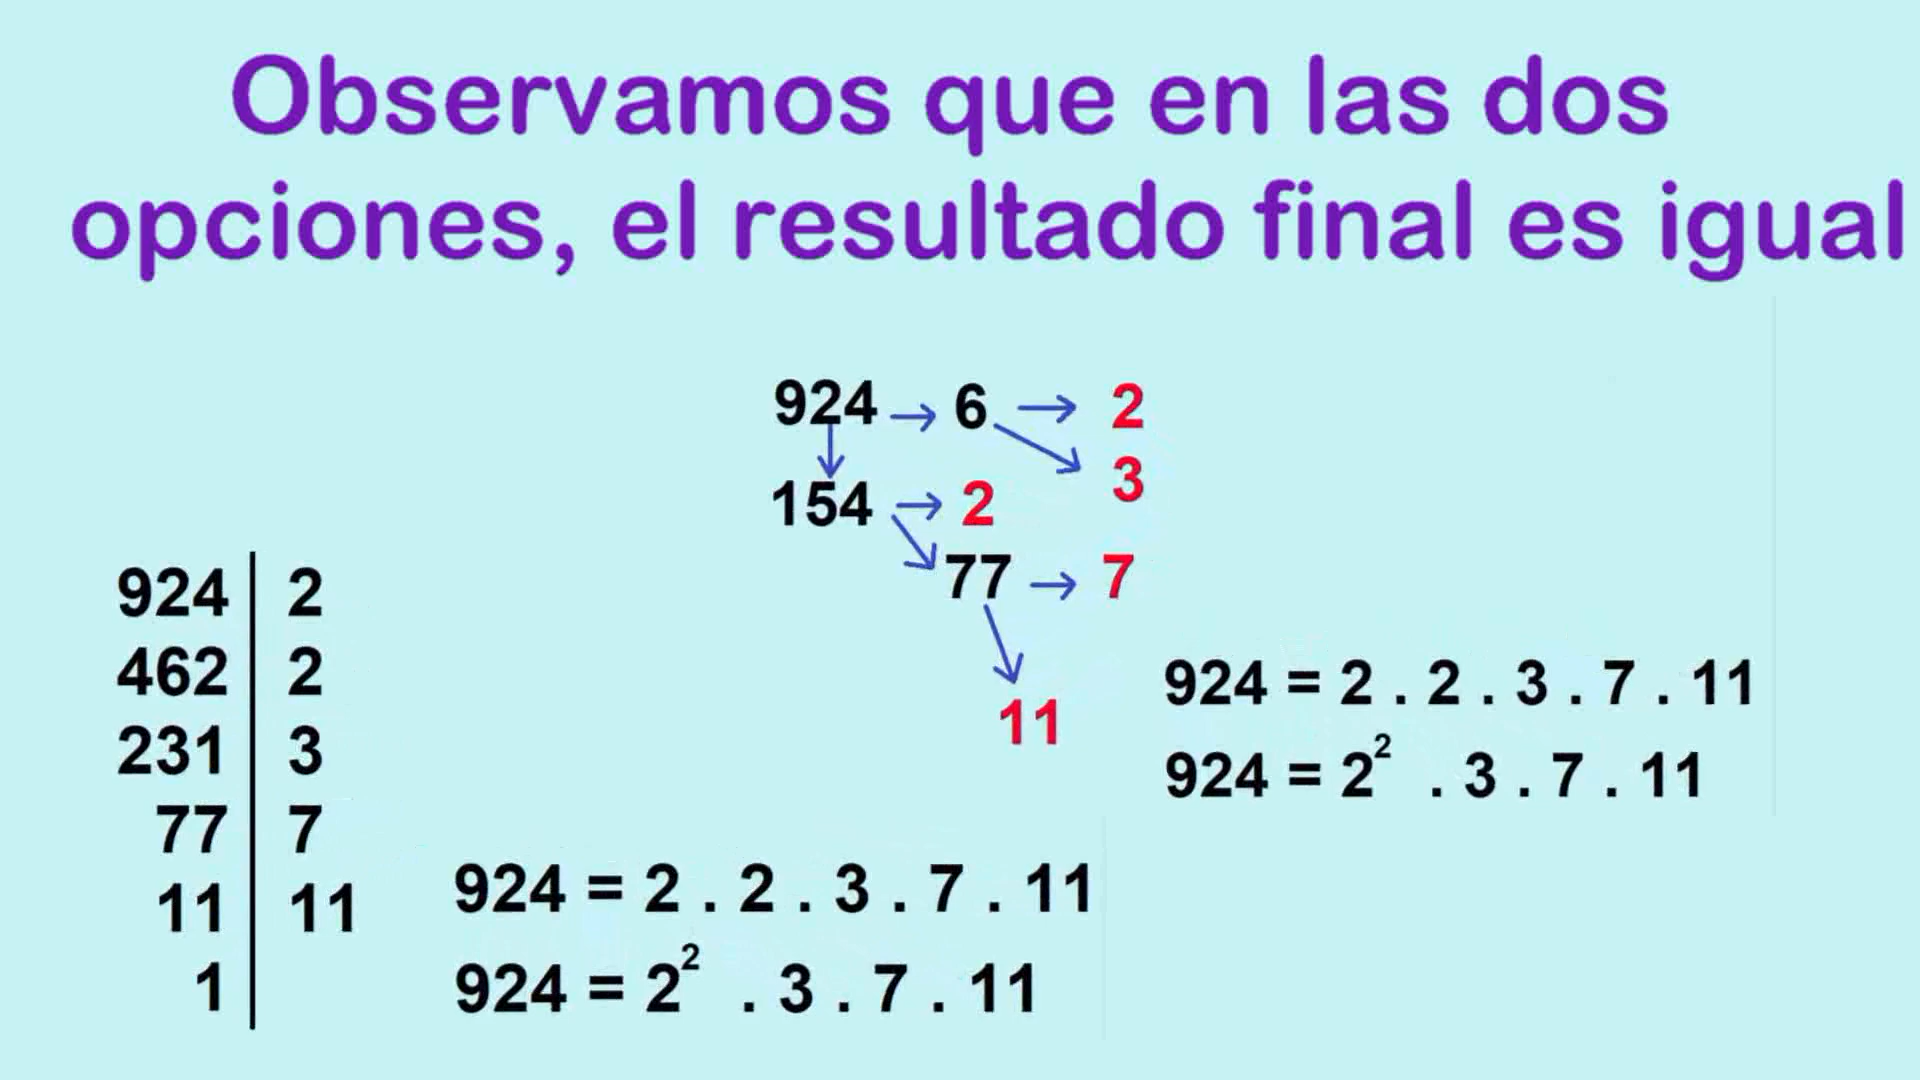 Observamos que en las dos
opciones, el resultado final es igual
924 → 6 → 2
3
154 → 2
77 → 7
11
924 | 2
462 | 2
231 | 3
77 | 7
11 | 11
1 |
924 = 2 . 2 . 3 . 7 . 11
924 = 2² . 3 . 7 . 11
924 = 2 . 2 . 3 . 7 . 11
924 = 2² . 3 . 7 . 11